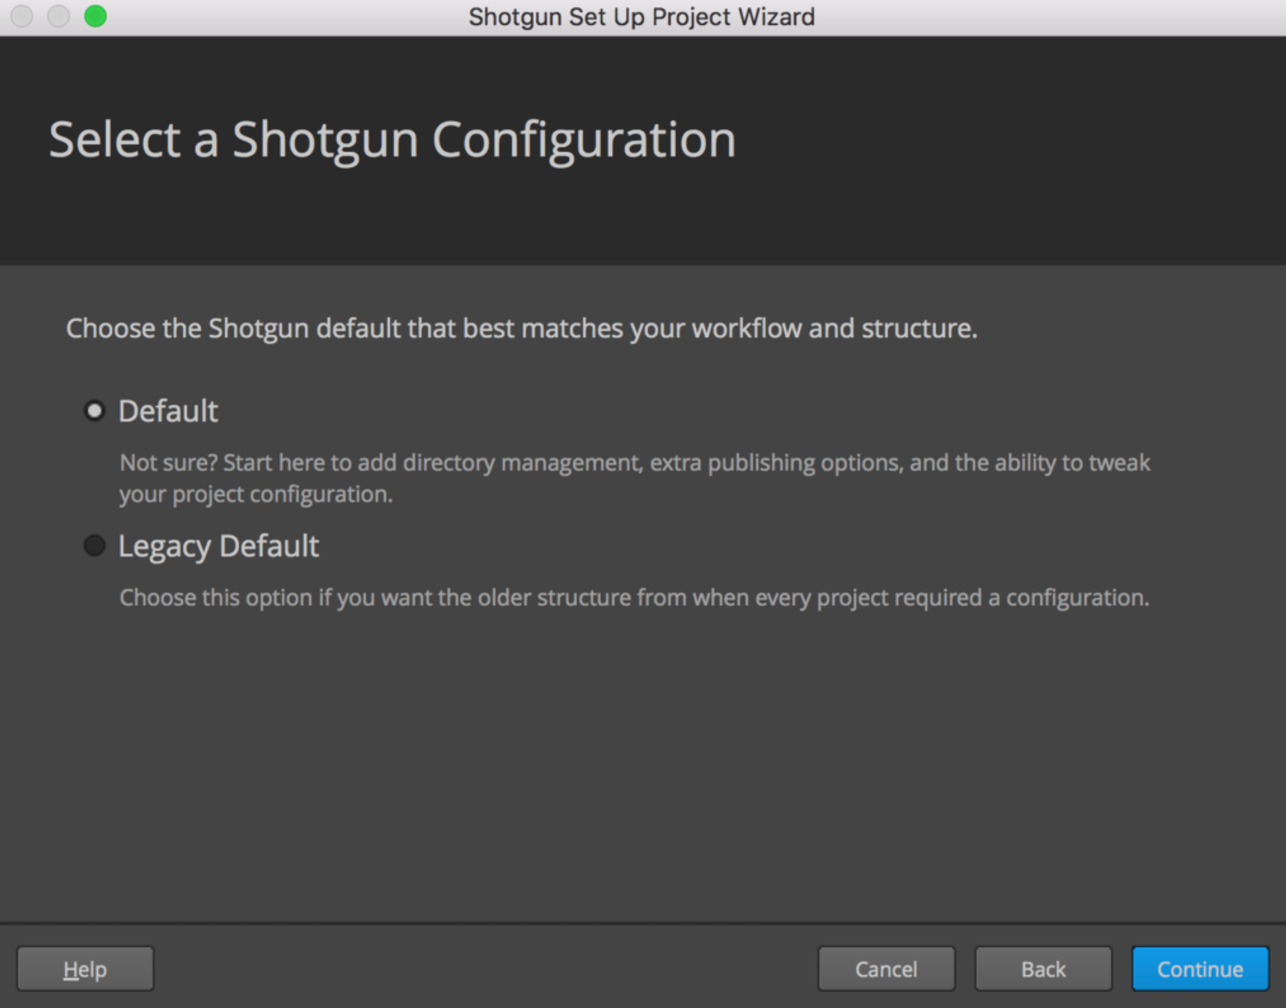 Shotgun Set Up Project Wizard
Select a Shotgun Configuration
Choose the Shotgun default that best matches your workflow and structure.
Default
Not sure? Start here to add directory management, extra publishing options, and the ability to tweak
your project configuration.
Legacy Default
Choose this option if you want the older structure from when every project required a configuration.
Help
Cancel
Back
Continue